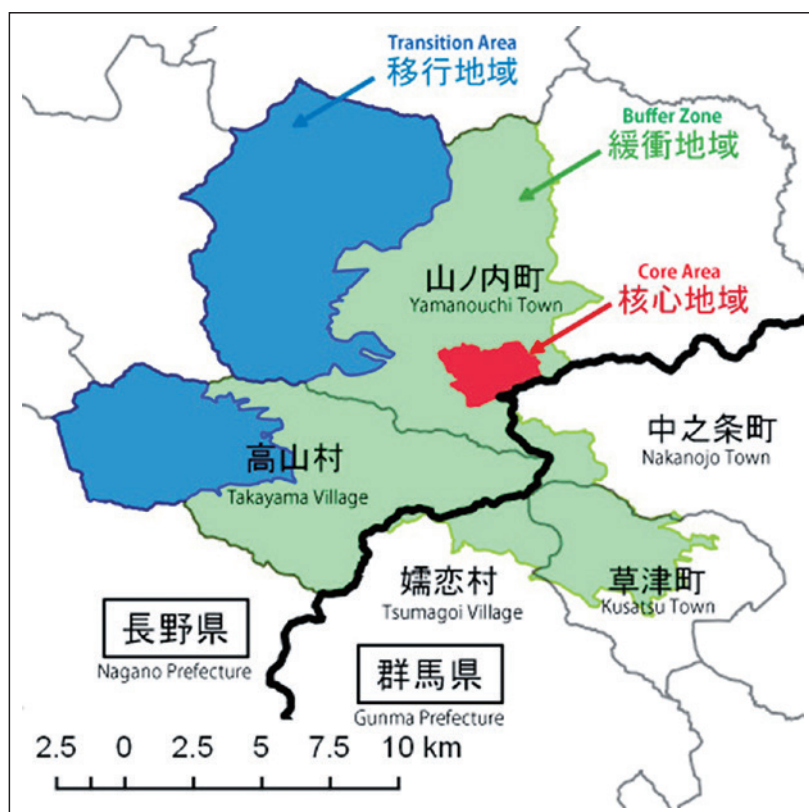 Transition Area
移行地域
Buffer Zone
緩衝地域
山ノ内町
Yamanouchi Town
Core Area
核心地域
中之条町
Nakanojo Town
高山村
Takayama Village
嬬恋村
Tsumagoi Village
草津町
Kusatsu Town
長野県
Nagano Prefecture
群馬県
Gunma Prefecture
2.5 0 2.5 5 7.5 10 km